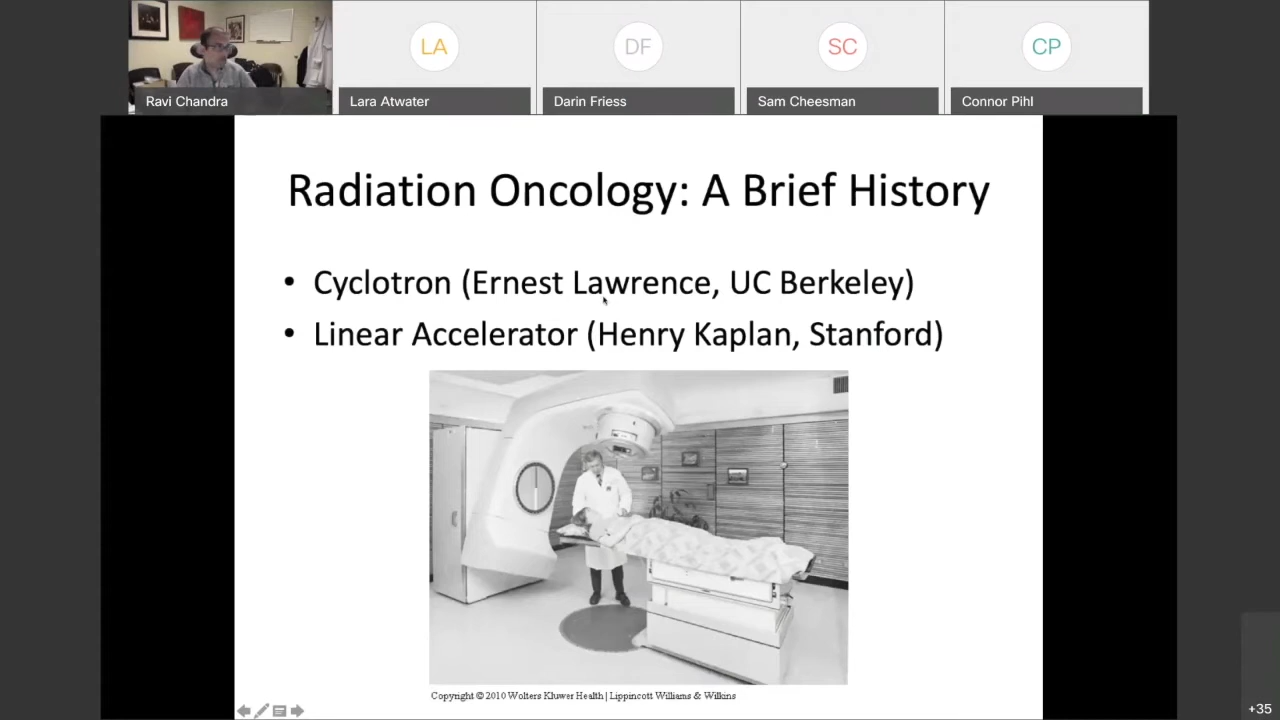 LA
DF
SC
CP
Ravi Chandra
Lara Atwater
Darin Friess
Sam Cheesman
Connor Pihl
Radiation Oncology: A Brief History
• Cyclotron (Ernest Lawrence, UC Berkeley)
• Linear Accelerator (Henry Kaplan, Stanford)
Copyright © 2010 Wolters Kluwer Health | Lippincott Williams & Wilkins
+35